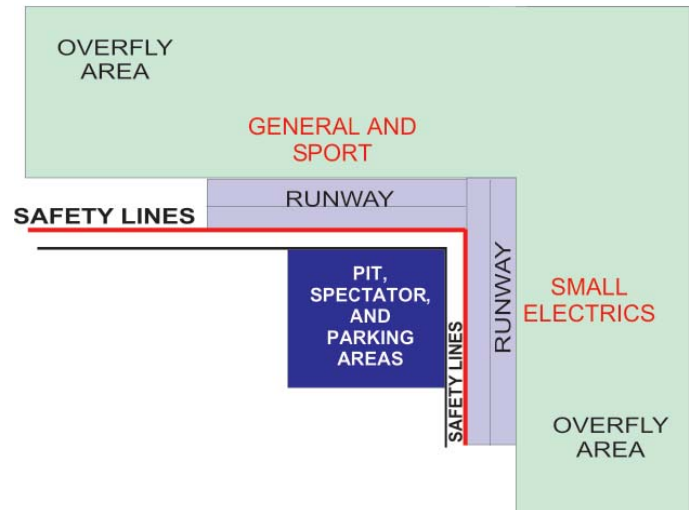 OVERFLY
AREA
GENERAL AND
SPORT
RUNWAY
SAFETY LINES
PIT,
SPECTATOR,
AND
PARKING
AREAS
SAFETY LINES
RUNWAY
SMALL
ELECTRICS
OVERFLY
AREA